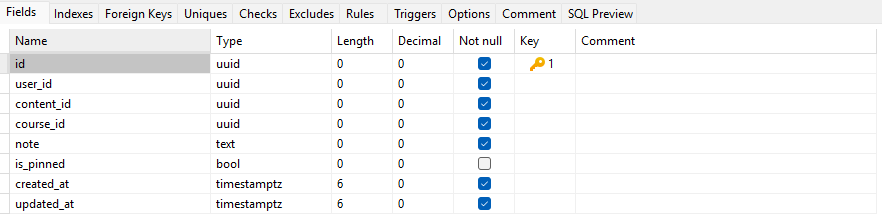 Fields Indexes Foreign Keys Uniques Checks Excludes Rules Triggers Options Comment SQL Preview
Name Type Length Decimal Not null Key Comment
id uuid 0 0 1
user_id uuid 0 0
content_id uuid 0 0
course_id uuid 0 0
note text 0 0
is_pinned bool 0 0
created_at timestamptz 6 0
updated_at timestamptz 6 0